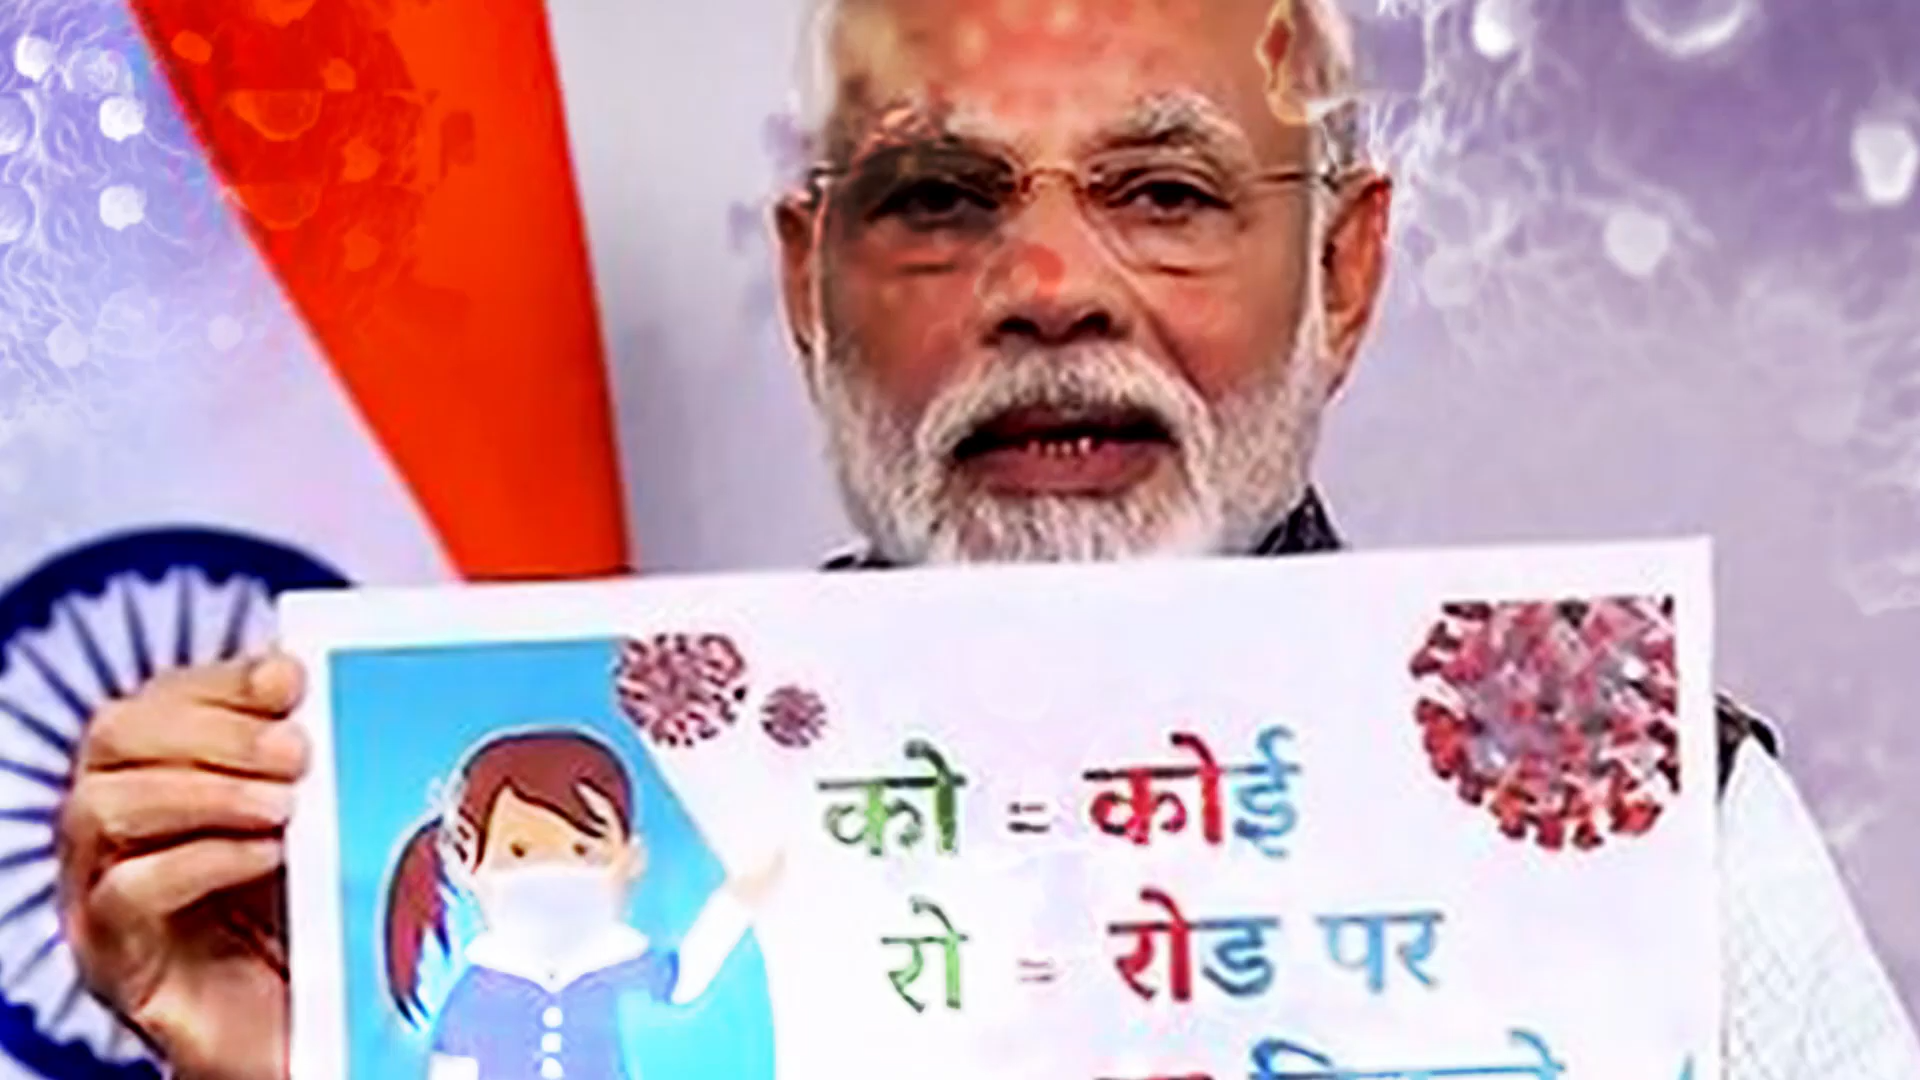 को = कोई
रो = रोड पर